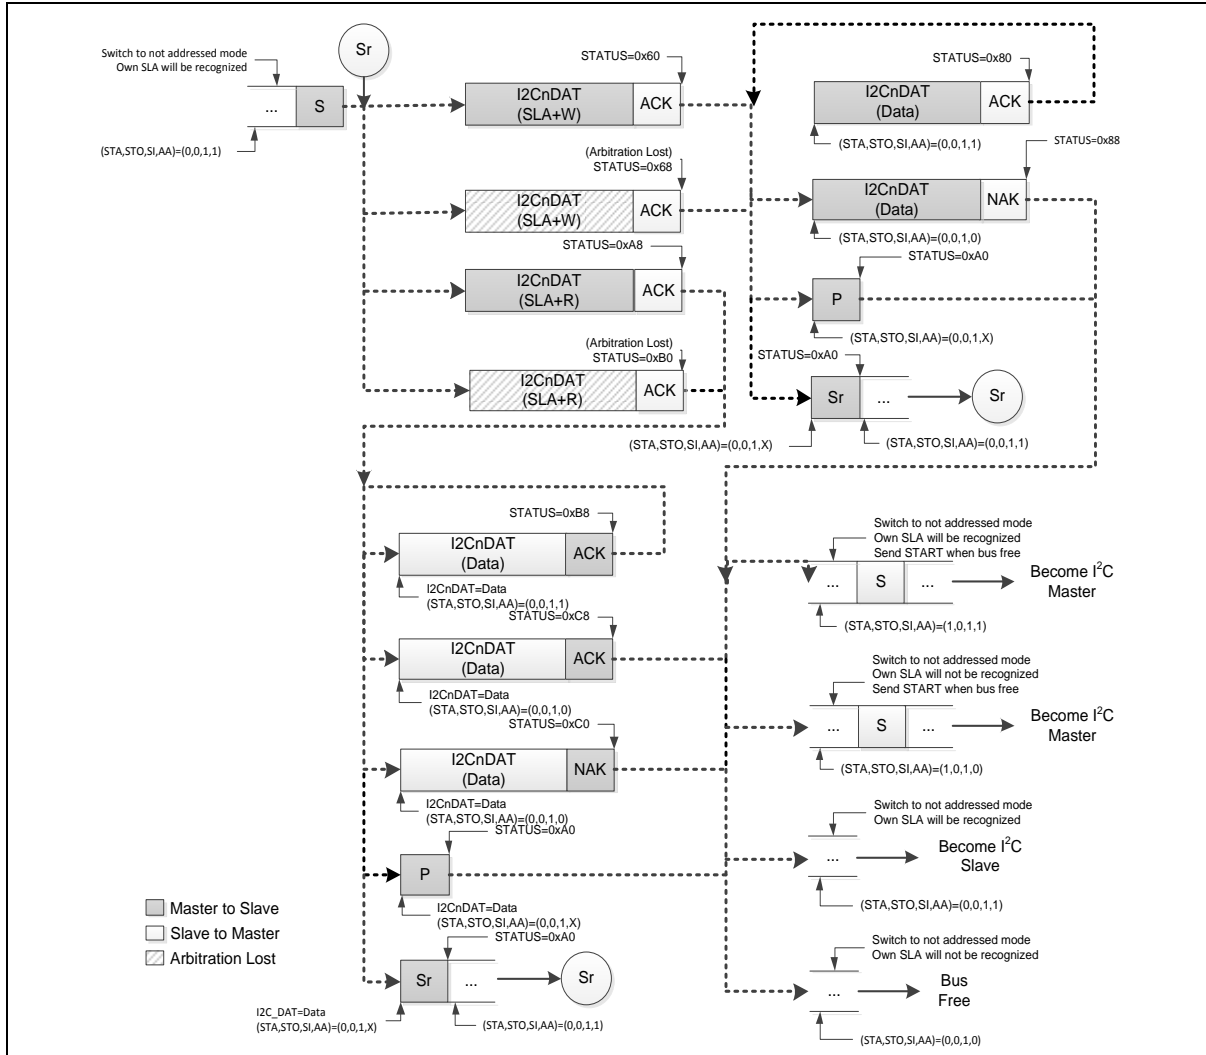 Switch to not addressed mode
Own SLA will be recognized
...
S
(STA,STO,SI,AA)=(0,0,1,1)
Sr
STATUS=0x60
I2CnDAT
(SLA+W)
ACK
(Arbitration Lost)
STATUS=0x68
I2CnDAT
(SLA+W)
ACK
STATUS=0xA8
I2CnDAT
(SLA+R)
ACK
(Arbitration Lost)
STATUS=0xB0
I2CnDAT
(SLA+R)
ACK
STATUS=0x80
I2CnDAT
(Data)
ACK
(STA,STO,SI,AA)=(0,0,1,1)
STATUS=0x88
I2CnDAT
(Data)
NAK
(STA,STO,SI,AA)=(0,0,1,0)
STATUS=0xA0
P
(STA,STO,SI,AA)=(0,0,1,X)
STATUS=0xA0
Sr
...
Sr
(STA,STO,SI,AA)=(0,0,1,X)
(STA,STO,SI,AA)=(0,0,1,1)
STATUS=0xB8
I2CnDAT
(Data)
ACK
I2CnDAT=Data
(STA,STO,SI,AA)=(0,0,1,1)
STATUS=0xC8
I2CnDAT
(Data)
ACK
I2CnDAT=Data
(STA,STO,SI,AA)=(0,0,1,0)
STATUS=0xC0
I2CnDAT
(Data)
NAK
I2CnDAT=Data
(STA,STO,SI,AA)=(0,0,1,0)
STATUS=0xA0
P
I2CnDAT=Data
(STA,STO,SI,AA)=(0,0,1,X)
STATUS=0xA0
Sr
...
Sr
I2C_DAT=Data
(STA,STO,SI,AA)=(0,0,1,X)
(STA,STO,SI,AA)=(0,0,1,1)
Switch to not addressed mode
Own SLA will be recognized
Send START when bus free
...
S
...
Become I²C
Master
(STA,STO,SI,AA)=(1,0,1,1)
Switch to not addressed mode
Own SLA will not be recognized
Send START when bus free
...
S
...
Become I²C
Master
(STA,STO,SI,AA)=(1,0,1,0)
Switch to not addressed mode
Own SLA will be recognized
...
Become I²C
Slave
(STA,STO,SI,AA)=(0,0,1,1)
Switch to not addressed mode
Own SLA will not be recognized
...
Bus
Free
(STA,STO,SI,AA)=(0,0,1,0)
Master to Slave
Slave to Master
Arbitration Lost